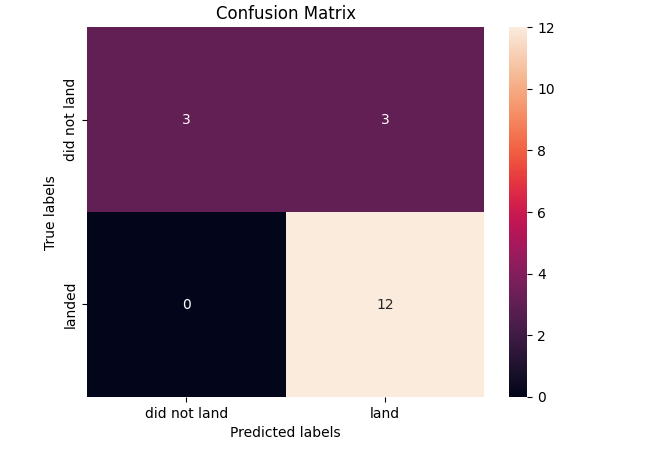 Confusion Matrix
True labels
did not land
landed
3
3
0
12
did not land
land
Predicted labels
12
10
8
6
4
2
0